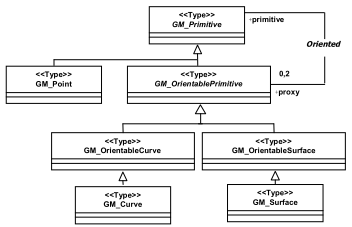 <<Type>>
GM_Primitive
+primitive
Oriented
<<Type>>
GM_Point
<<Type>>
GM_OrientablePrimitive
0,2
+proxy
<<Type>>
GM_OrientableCurve
<<Type>>
GM_OrientableSurface
<<Type>>
GM_Curve
<<Type>>
GM_Surface